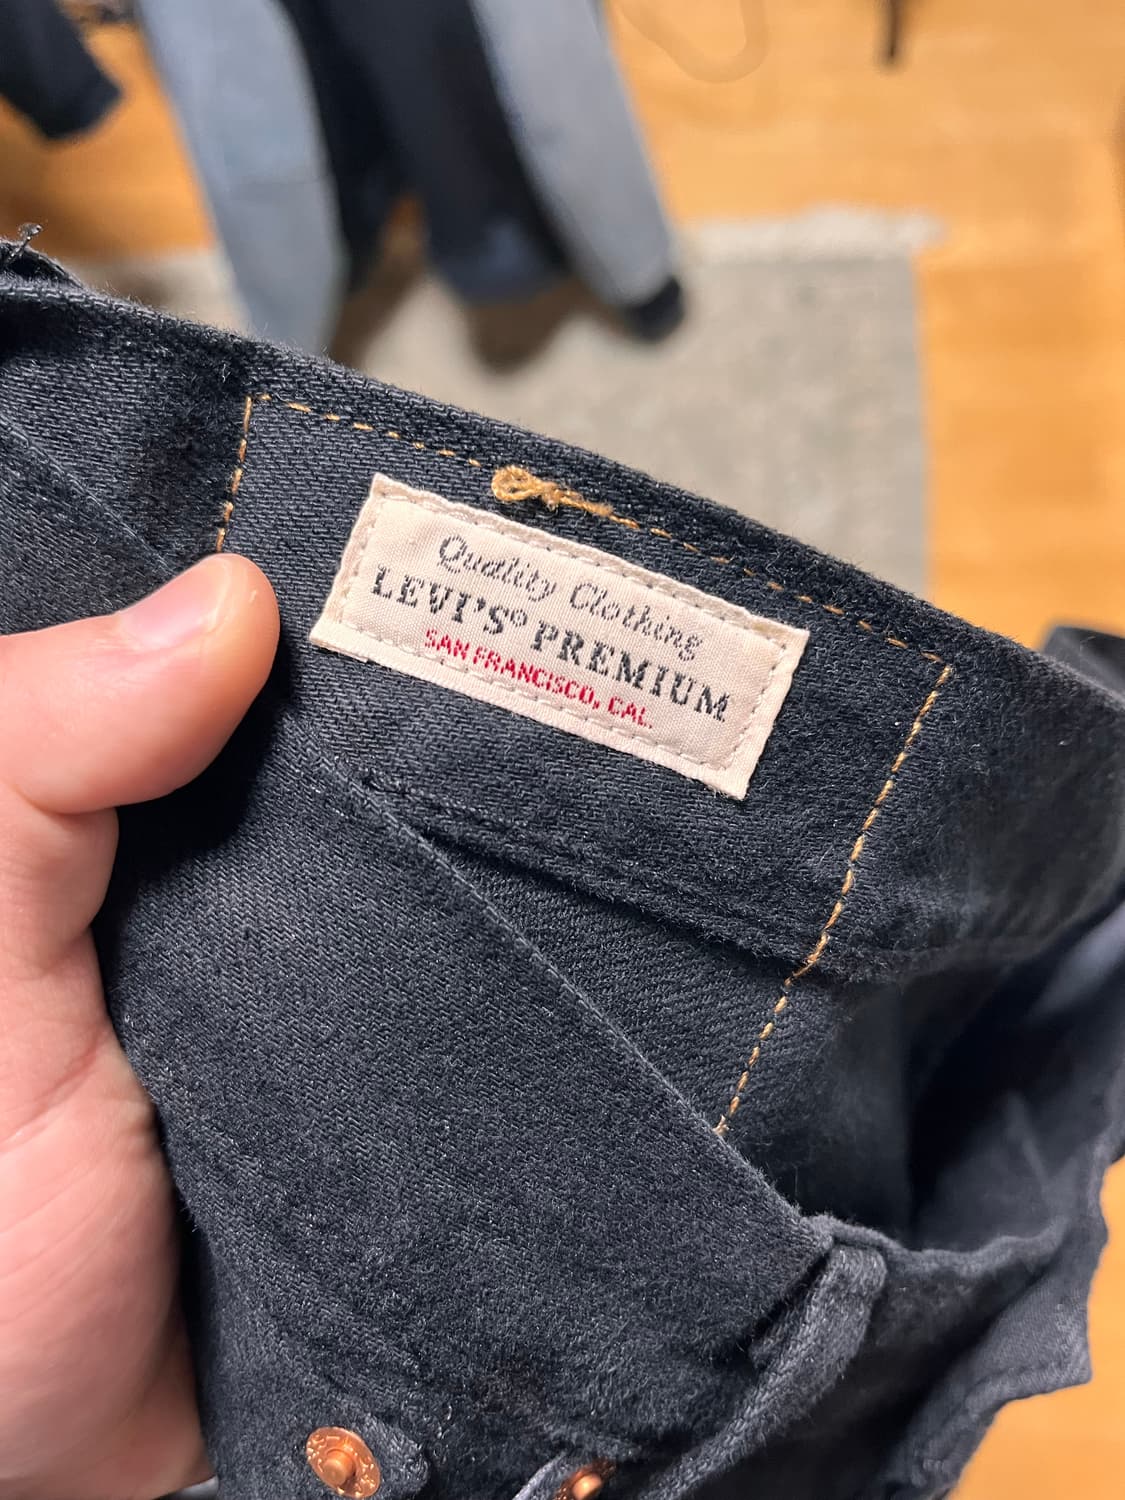 Quality Clothing
LEVI'S® PREMIUM
SAN FRANCISCO, CAL.